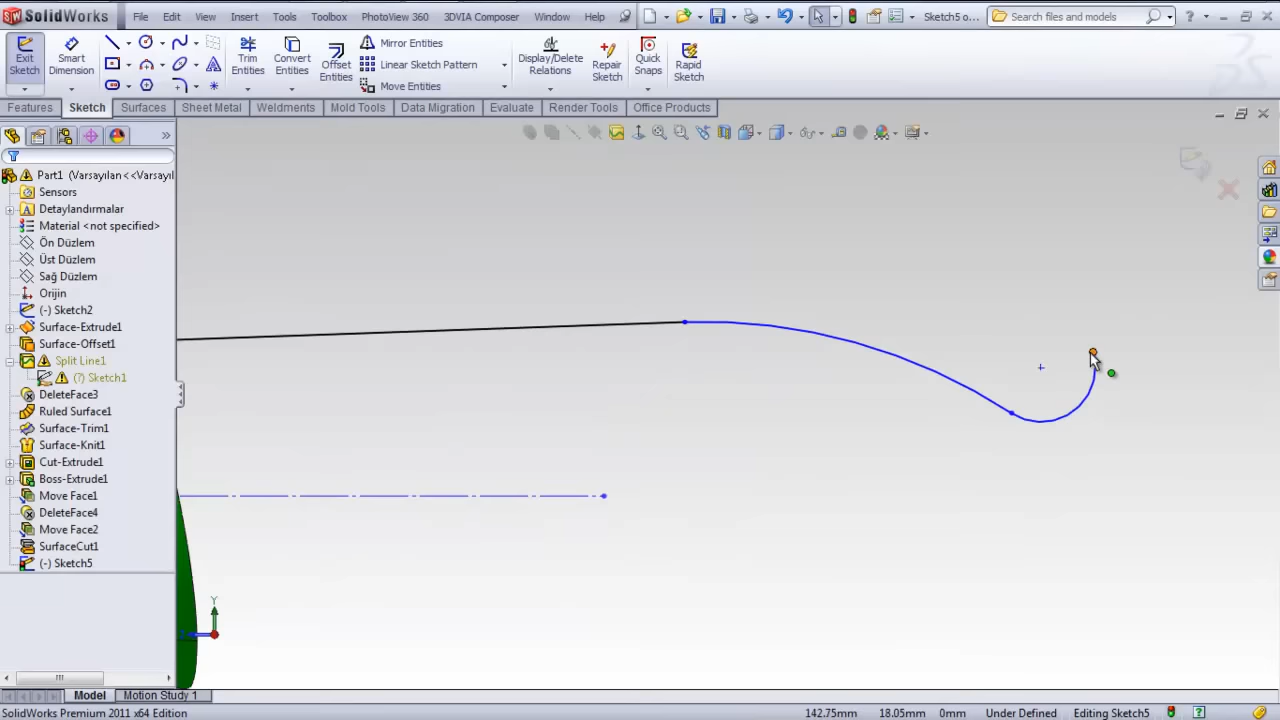 SolidWorks File Edit View Insert Tools Toolbox PhotoView 360 3DVIA Composer Window Help Sketch5 o... Search files and models
Exit Sketch
Smart Dimension
Trim Entities
Convert Entities
Offset Entities
Mirror Entities
Linear Sketch Pattern
Move Entities
Display/Delete Relations
Repair Sketch
Quick Snaps
Rapid Sketch
Features Sketch Surfaces Sheet Metal Weldments Mold Tools Data Migration Evaluate Render Tools Office Products
Part1 (Varsayılan<<Varsayıl
Sensors
Detaylandırmalar
Material <not specified>
Ön Düzlem
Üst Düzlem
Sağ Düzlem
Orijin
(-) Sketch2
Surface-Extrude1
Surface-Offset1
Split Line1
(?) Sketch1
DeleteFace3
Ruled Surface1
Surface-Trim1
Surface-Knit1
Cut-Extrude1
Boss-Extrude1
Move Face1
DeleteFace4
Move Face2
SurfaceCut1
(-) Sketch5
Y
Model Motion Study 1
SolidWorks Premium 2011 x64 Edition 142.75mm 18.05mm 0mm Under Defined Editing Sketch5